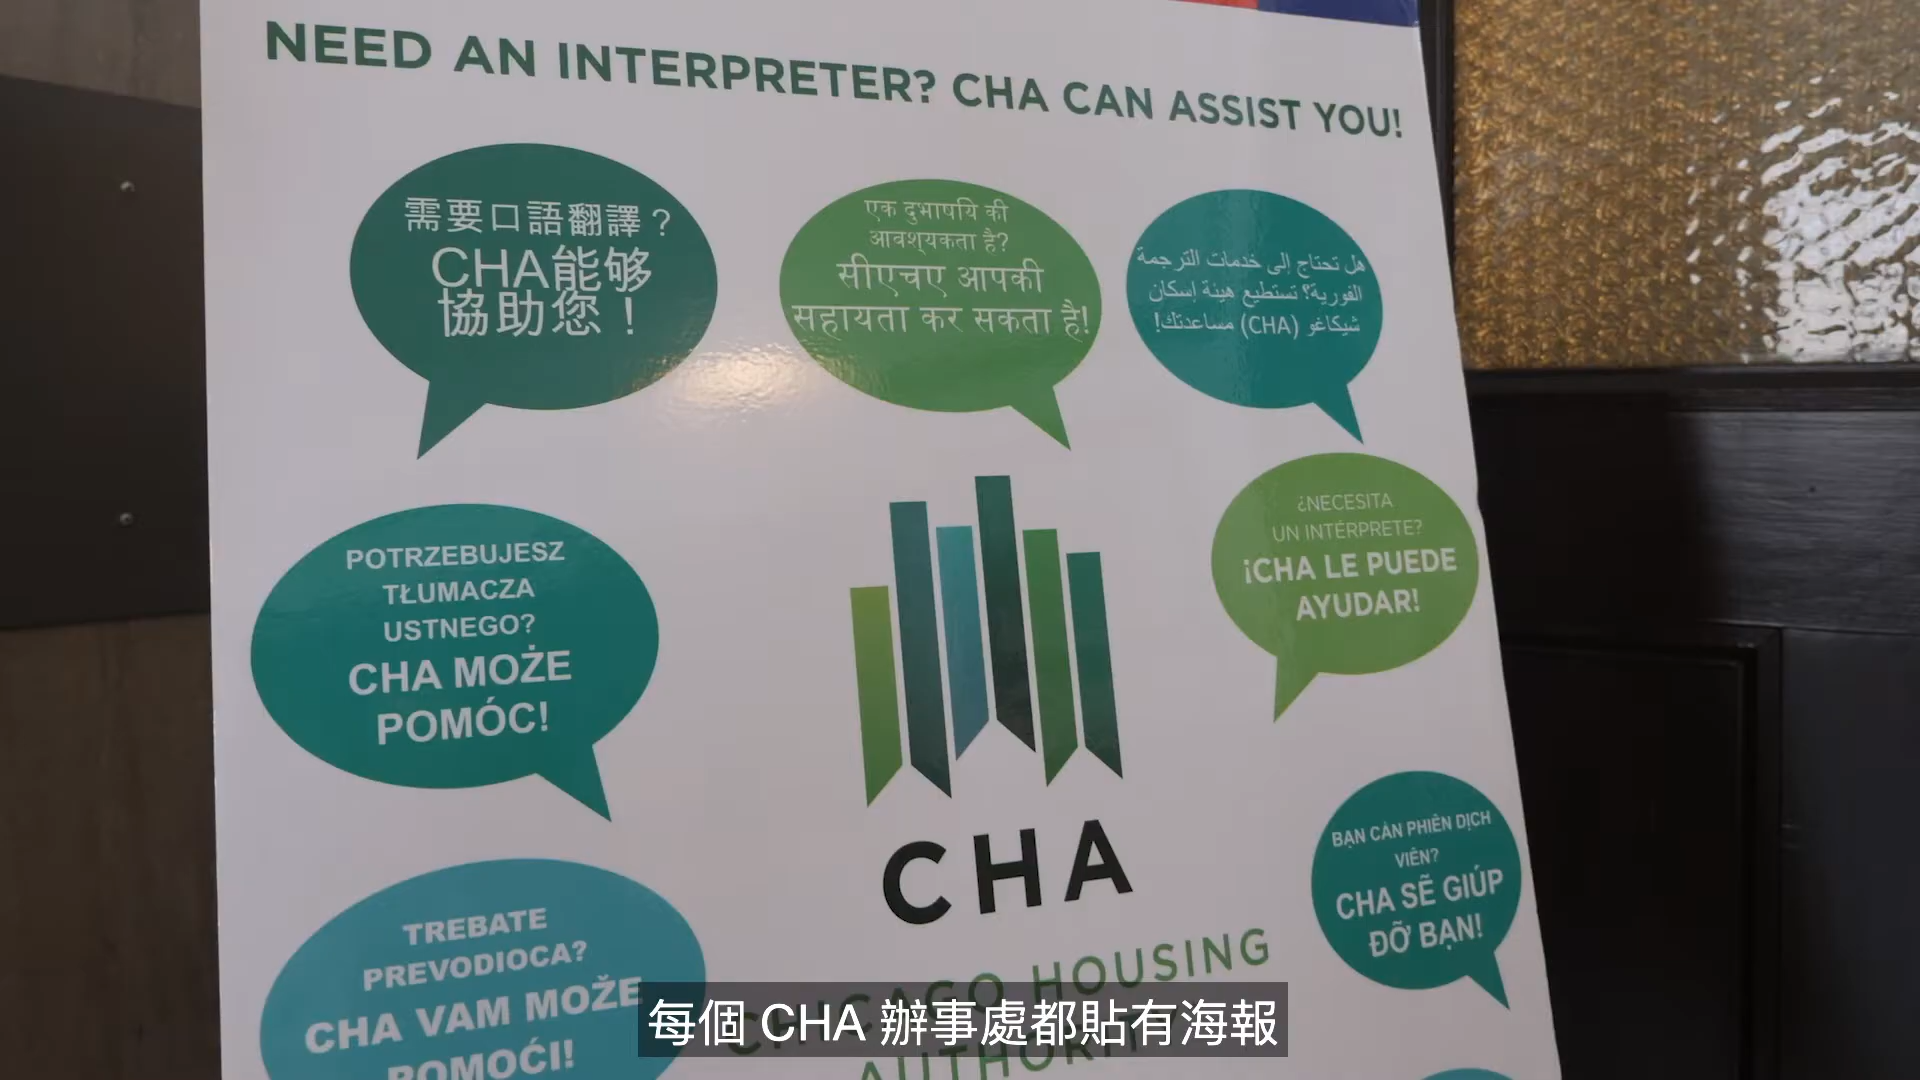 NEED AN INTERPRETER? CHA CAN ASSIST YOU!
需要口語翻譯？
CHA能够
協助您！
एक दुभाषयि की
आवश्यकता है?
सीएचए आपकी
सहायता कर सकता है!
هل تحتاج إلى خدمات الترجمة
الفورية؟ تستطيع هيئة إسكان
شيكاغو (CHA) مساعدتك!
POTRZEBUJESZ
TŁUMACZA
USTNEGO?
CHA MOŻE
POMÓC!
¿NECESITA
UN INTÉRPRETE?
¡CHA LE PUEDE
AYUDAR!
CHA
CHICAGO HOUSING
AUTHORITY
BẠN CẦN PHIÊN DỊCH
VIÊN?
CHA SẼ GIÚP
ĐỠ BẠN!
TREBATE
PREVODIOCA?
CHA VAM MOŽE
POMOĆI!
每個 CHA 辦事處都貼有海報